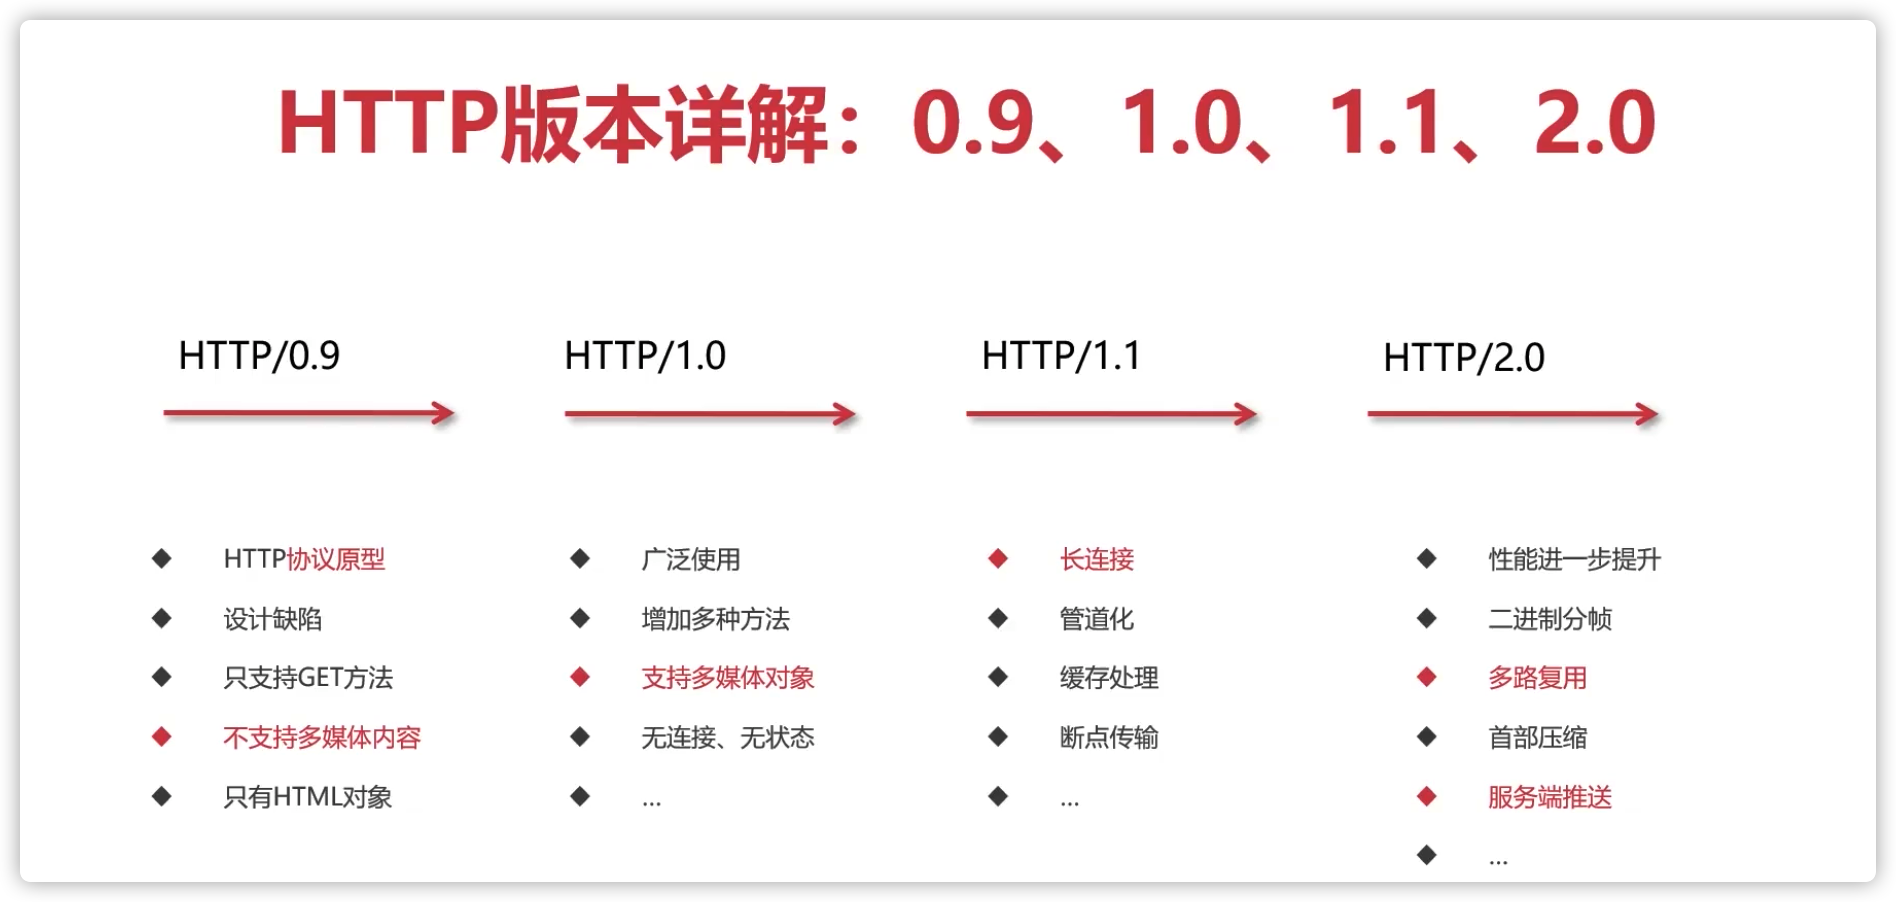 HTTP版本详解：0.9、1.0、1.1、2.0
HTTP/0.9
HTTP协议原型
设计缺陷
只支持GET方法
不支持多媒体内容
只有HTML对象
HTTP/1.0
广泛使用
增加多种方法
支持多媒体对象
无连接、无状态
...
HTTP/1.1
长连接
管道化
缓存处理
断点传输
...
HTTP/2.0
性能进一步提升
二进制分帧
多路复用
首部压缩
服务端推送
...